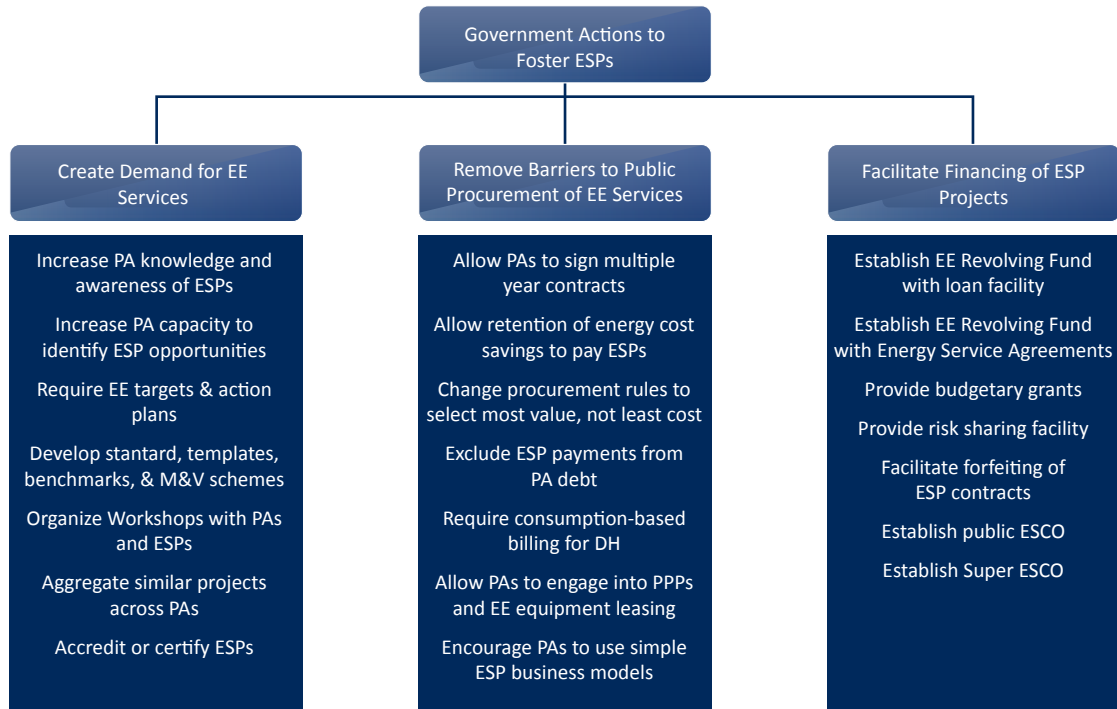 Government Actions to
Foster ESPs
Create Demand for EE
Services
Increase PA knowledge and
awareness of ESPs
Increase PA capacity to
identify ESP opportunities
Require EE targets & action
plans
Develop stantard, templates,
benchmarks, & M&V schemes
Organize Workshops with PAs
and ESPs
Aggregate similar projects
across PAs
Accredit or certify ESPs
Remove Barriers to Public
Procurement of EE Services
Allow PAs to sign multiple
year contracts
Allow retention of energy cost
savings to pay ESPs
Change procurement rules to
select most value, not least cost
Exclude ESP payments from
PA debt
Require consumption-based
billing for DH
Allow PAs to engage into PPPs
and EE equipment leasing
Encourage PAs to use simple
ESP business models
Facilitate Financing of ESP
Projects
Establish EE Revolving Fund
with loan facility
Establish EE Revolving Fund
with Energy Service Agreements
Provide budgetary grants
Provide risk sharing facility
Facilitate forfeiting of
ESP contracts
Establish public ESCO
Establish Super ESCO